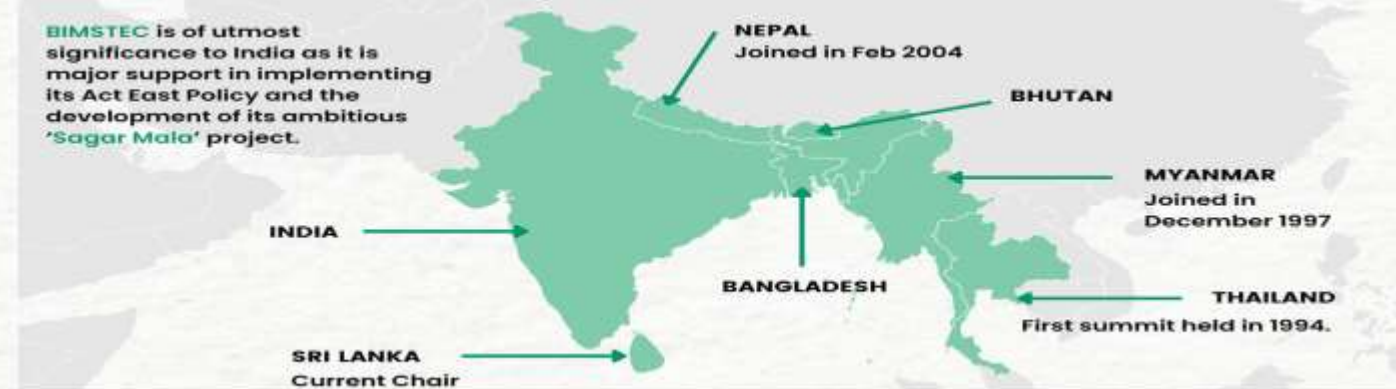 BIMSTEC is of utmost
significance to India as it is
major support in implementing
its Act East Policy and the
development of its ambitious
‘Sagar Mala’ project.
NEPAL
Joined in Feb 2004
BHUTAN
MYANMAR
Joined in
December 1997
INDIA
BANGLADESH
THAILAND
First summit held in 1994.
SRI LANKA
Current Chair